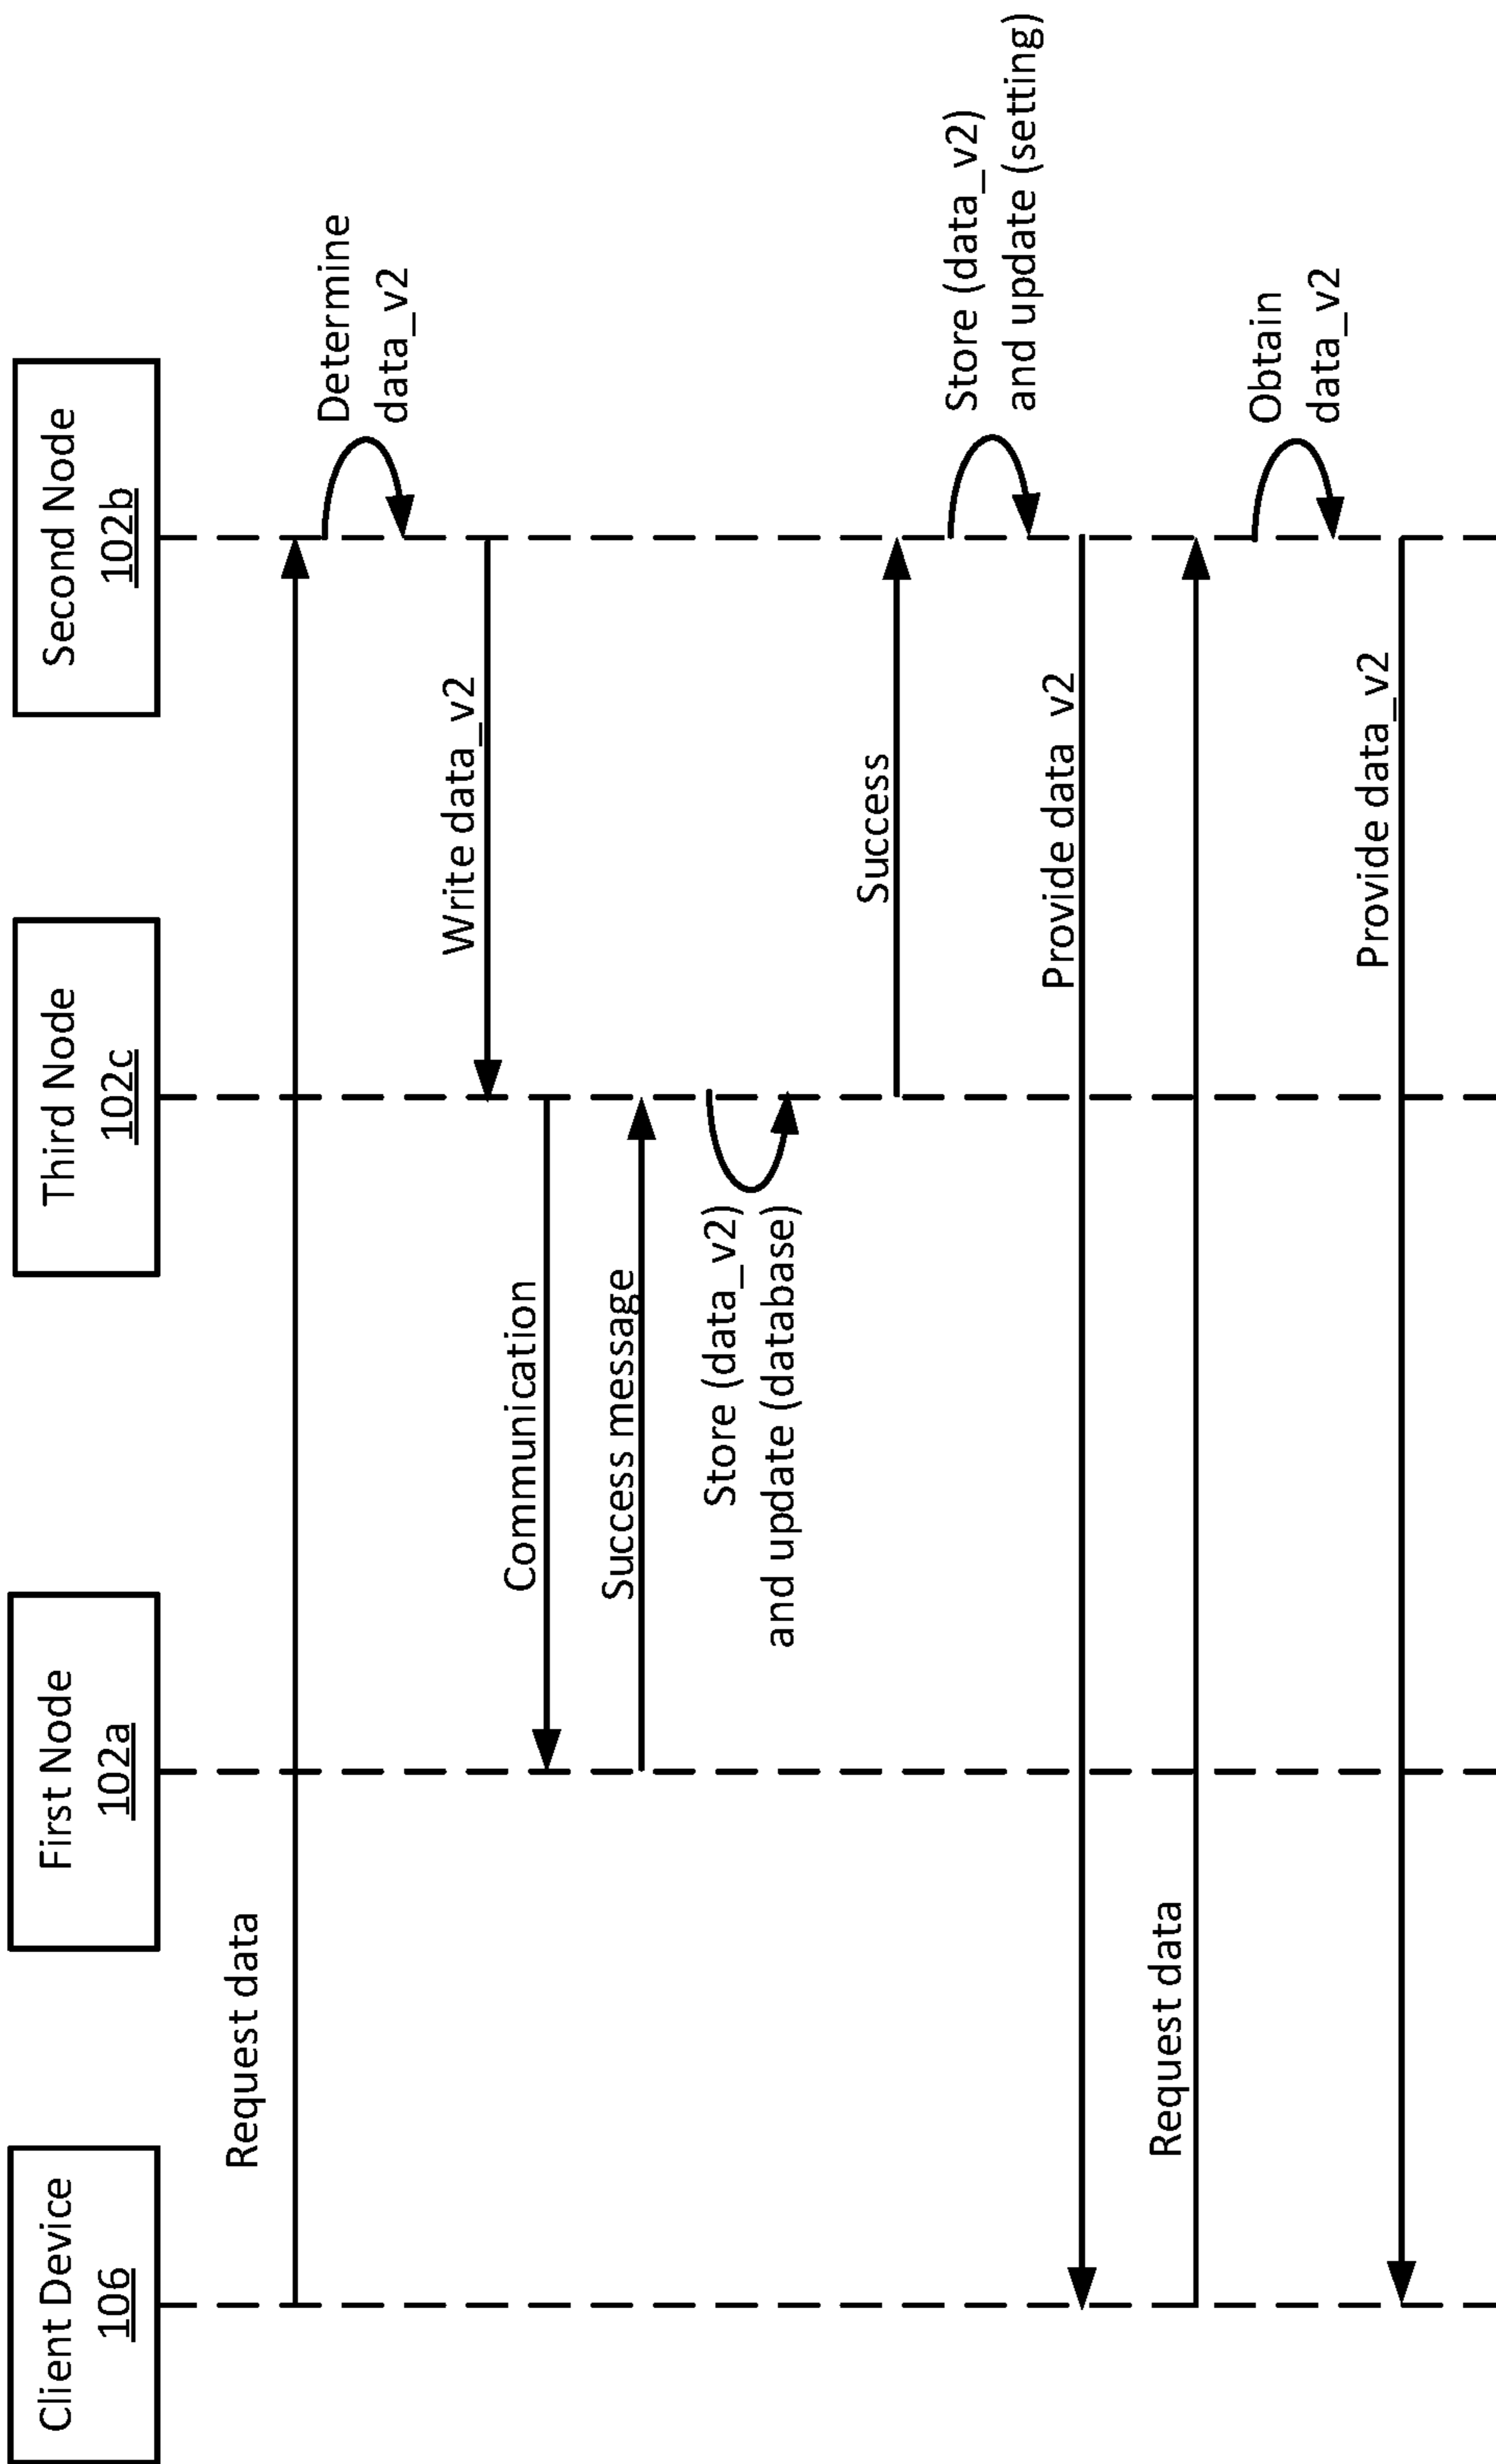 Client Device
106
First Node
102a
Third Node
102c
Second Node
102b
Request data
Determine
data_v2
Write data_v2
Communication
Success message
Store (data_v2)
and update (database)
Success
Store (data_v2)
and update (setting)
Provide data v2
Request data
Obtain
data_v2
Provide data_v2